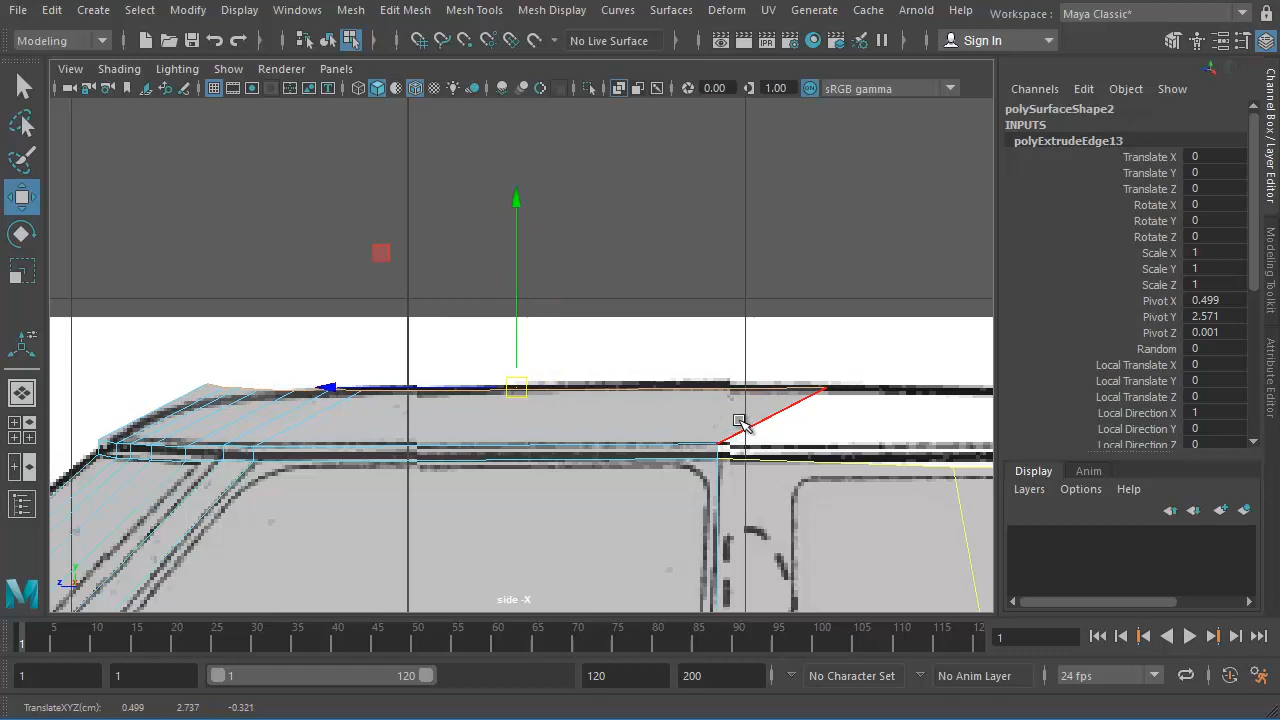 File Edit Create Select Modify Display Windows Mesh Edit Mesh Mesh Tools Mesh Display Curves Surfaces Deform UV Generate Cache Arnold Help Workspace: Maya Classic*
Modeling No Live Surface Sign In
View Shading Lighting Show Renderer Panels
0.00 1.00 ON sRGB gamma
Channels Edit Object Show
polySurfaceShape2
INPUTS
polyExtrudeEdge13
Translate X 0
Translate Y 0
Translate Z 0
Rotate X 0
Rotate Y 0
Rotate Z 0
Scale X 1
Scale Y 1
Scale Z 1
Pivot X 0.499
Pivot Y 2.571
Pivot Z 0.001
Random 0
Local Translate X 0
Local Translate Y 0
Local Translate Z 0
Local Direction X 1
Local Direction Y 0
Local Direction Z 0
Channel Box / Layer Editor
Modeling Toolkit
Attribute Editor
Display Anim
Layers Options Help
y
z
side -X
5 10 15 20 25 30 35 40 45 50 55 60 65 70 75 80 85 90 95 100 105 110 115 12
1 1
1 1 1 120 120 200 No Character Set No Anim Layer 24 fps
TranslateXYZ(cm): 0.499 2.737 -0.321